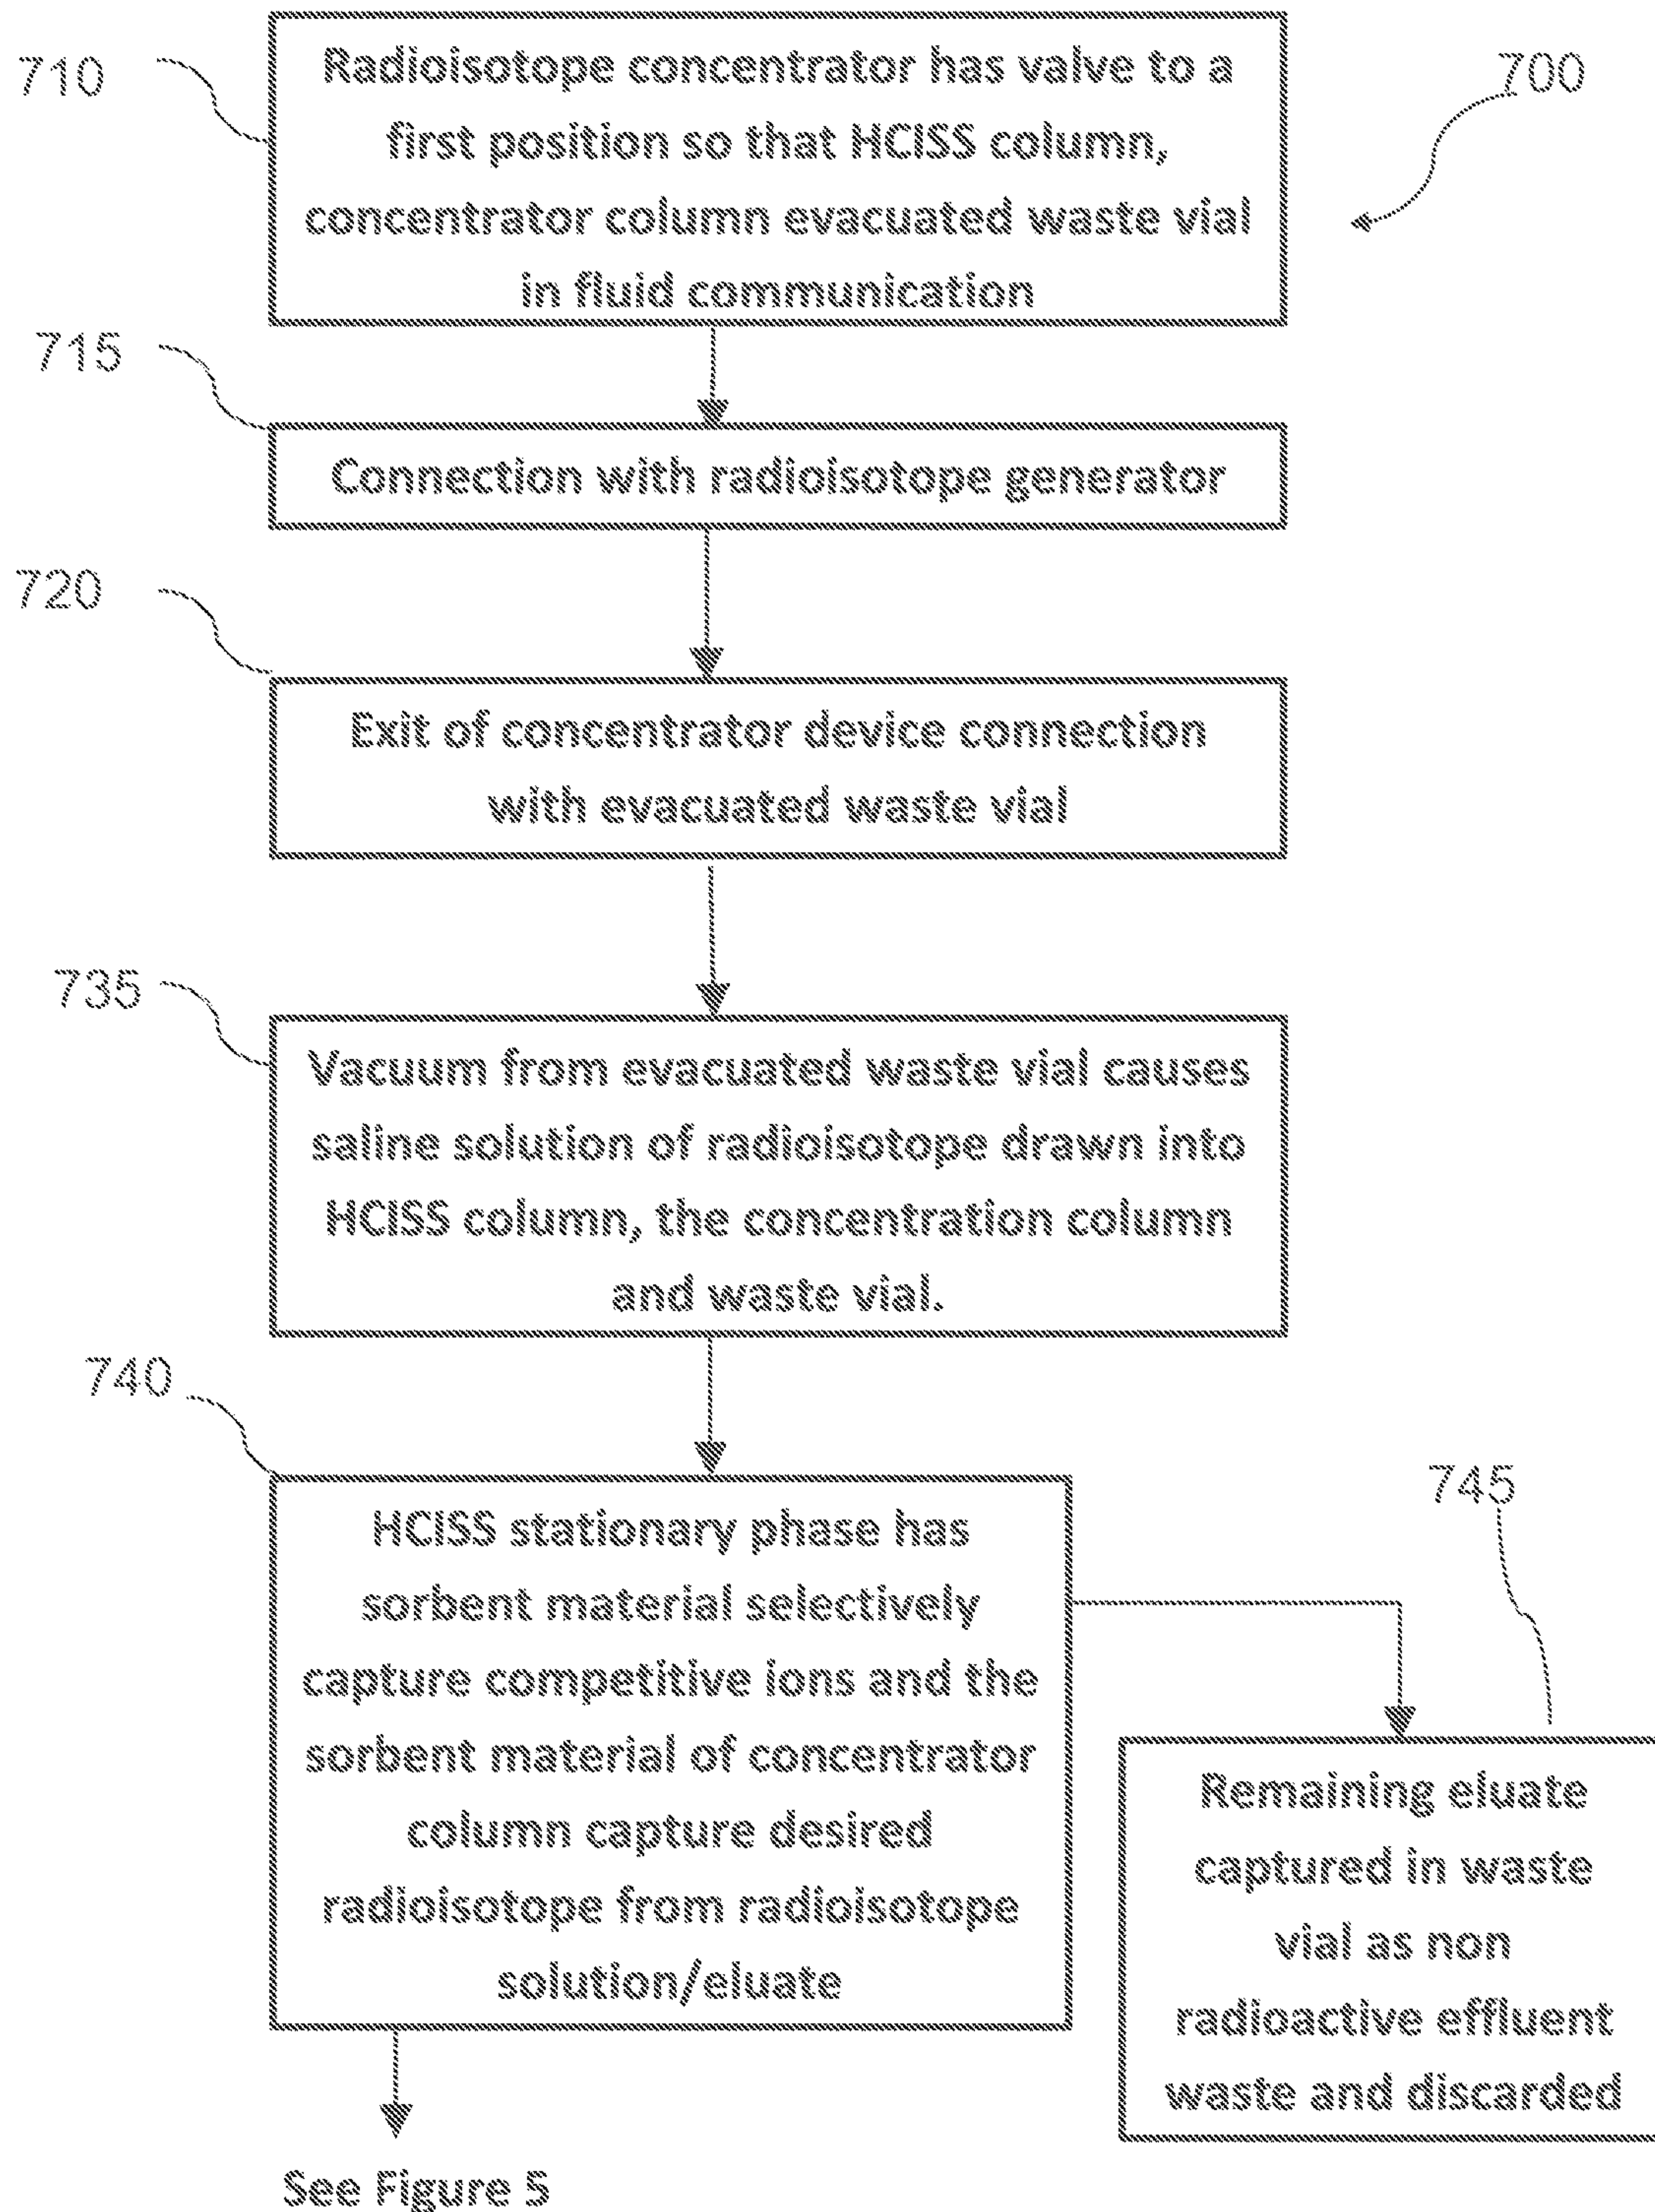 710
700
Radioisotope concentrator has valve to a
first position so that HCISS column,
concentrator column evacuated waste vial
in fluid communication
715
Connection with radioisotope generator
720
Exit of concentrator device connection
with evacuated waste vial
735
Vacuum from evacuated waste vial causes
saline solution of radioisotope drawn into
HCISS column, the concentration column
and waste vial.
740
HCISS stationary phase has
sorbent material selectively
capture competitive ions and the
sorbent material of concentrator
column capture desired
radioisotope from radioisotope
solution/eluate
745
Remaining eluate
captured in waste
vial as non
radioactive effluent
waste and discarded
See Figure 5